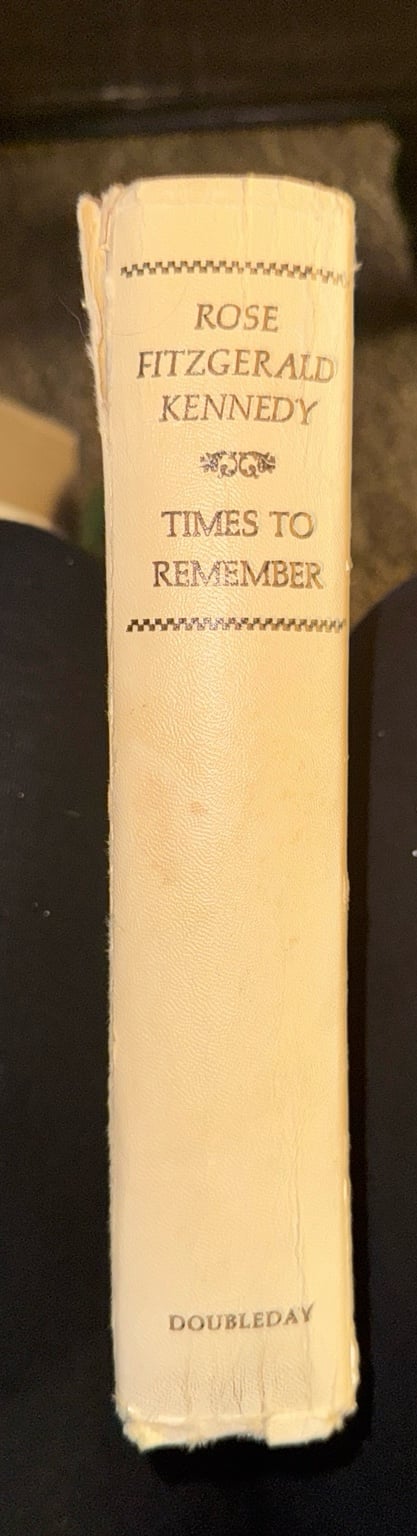 ROSE
FITZGERALD
KENNEDY
TIMES TO
REMEMBER
DOUBLEDAY